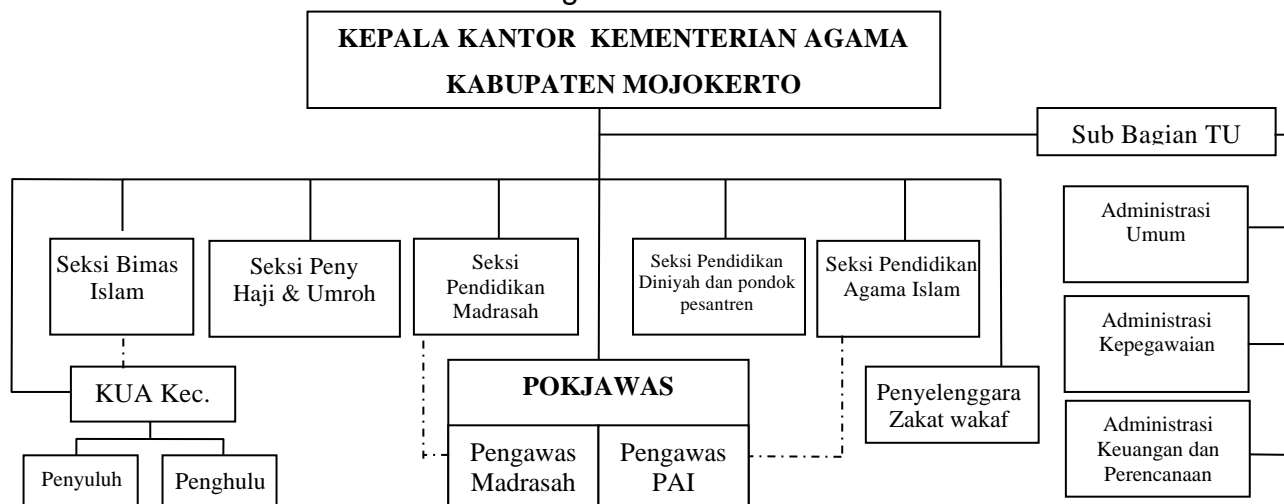 KEPALA KANTOR KEMENTERIAN AGAMA
KABUPATEN MOJOKERTO
Sub Bagian TU
Administrasi
Umum
Administrasi
Kepegawaian
Administrasi
Keuangan dan
Perencanaan
Seksi Bimas
Islam
Seksi Peny
Haji & Umroh
Seksi
Pendidikan
Madrasah
Seksi Pendidikan
Diniyah dan pondok
pesantren
Seksi Pendidikan
Agama Islam
KUA Kec.
Penyuluh
Penghulu
POKJAWAS
Pengawas
Madrasah
Pengawas
PAI
Penyelenggara
Zakat wakaf